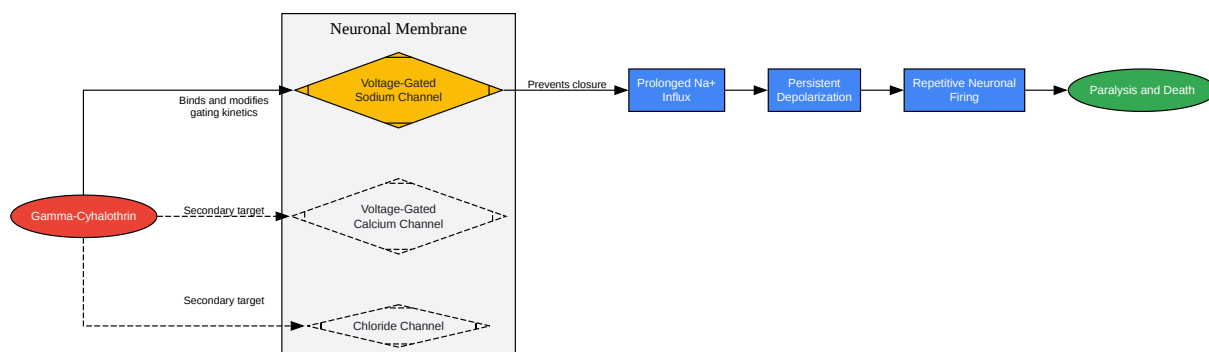 Neuronal Membrane
Voltage-Gated
Sodium Channel
Binds and modifies
gating kinetics
Prevents closure
Prolonged Na+
Influx
Persistent
Depolarization
Repetitive Neuronal
Firing
Paralysis and Death
Gamma-Cyhalothrin
Secondary target
Voltage-Gated
Calcium Channel
Secondary target
Chloride Channel